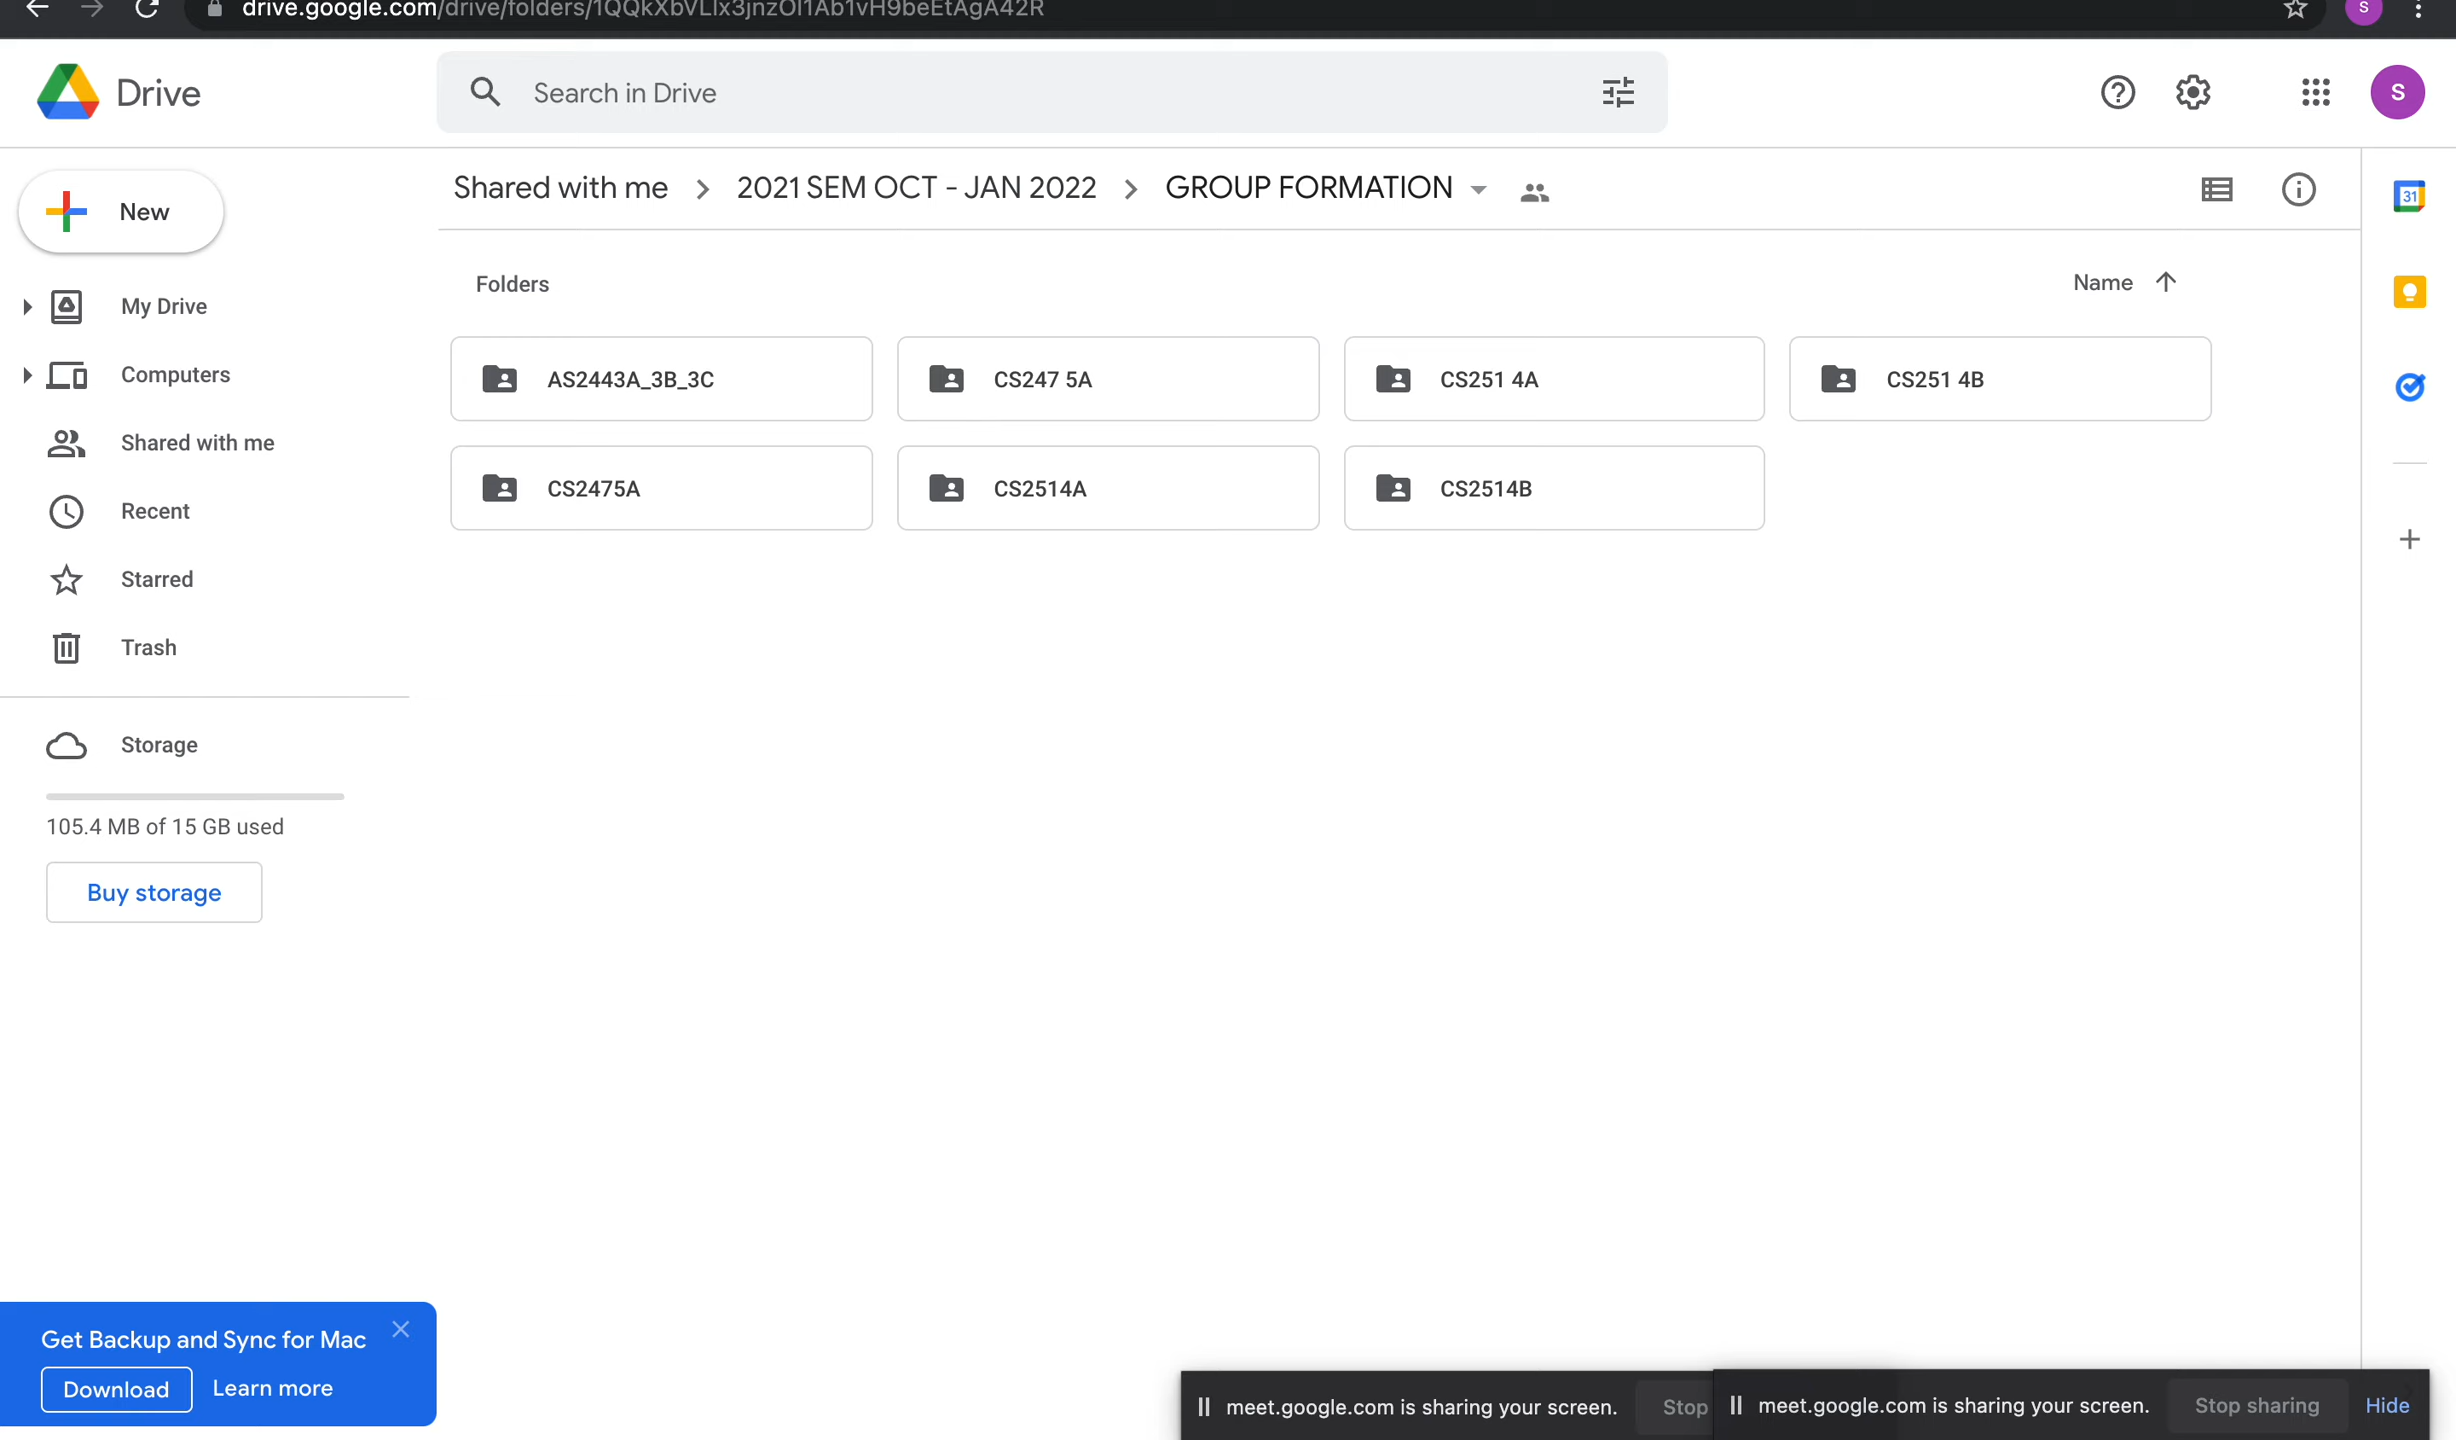 drive.google.com/drive/folders/1QQkXbVLlx3jnzOl1Ab1vH9beEtAgA42R
S
Drive
Search in Drive
S
New
Shared with me
2021 SEM OCT - JAN 2022
GROUP FORMATION
31
My Drive
Computers
Shared with me
Recent
Starred
Trash
Storage
105.4 MB of 15 GB used
Buy storage
Folders
Name
AS2443A_3B_3C
CS247 5A
CS251 4A
CS251 4B
CS2475A
CS2514A
CS2514B
Get Backup and Sync for Mac
Download
Learn more
meet.google.com is sharing your screen.
Stop
meet.google.com is sharing your screen.
Stop sharing
Hide